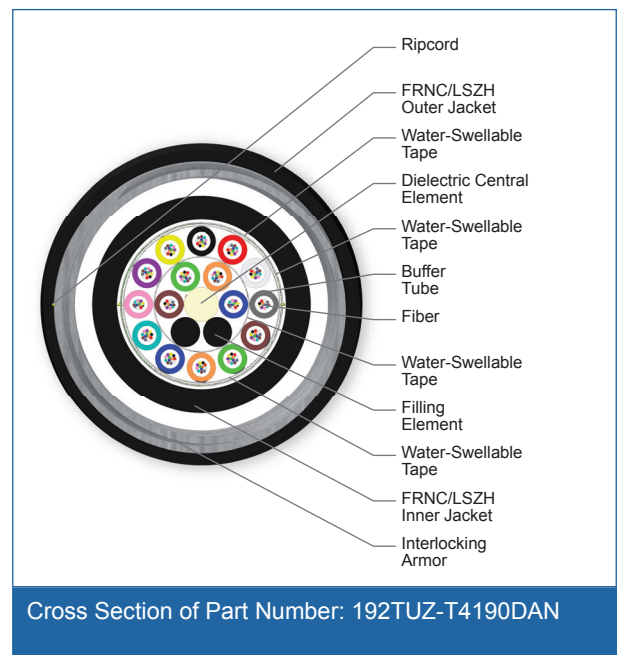 Ripcord
FRNC/LSZH
Outer Jacket
Water-Swellable
Tape
Dielectric Central
Element
Water-Swellable
Tape
Buffer
Tube
Fiber
Water-Swellable
Tape
Filling
Element
Water-Swellable
Tape
FRNC/LSZH
Inner Jacket
Interlocking
Armor
Cross Section of Part Number: 192TUZ-T4190DAN